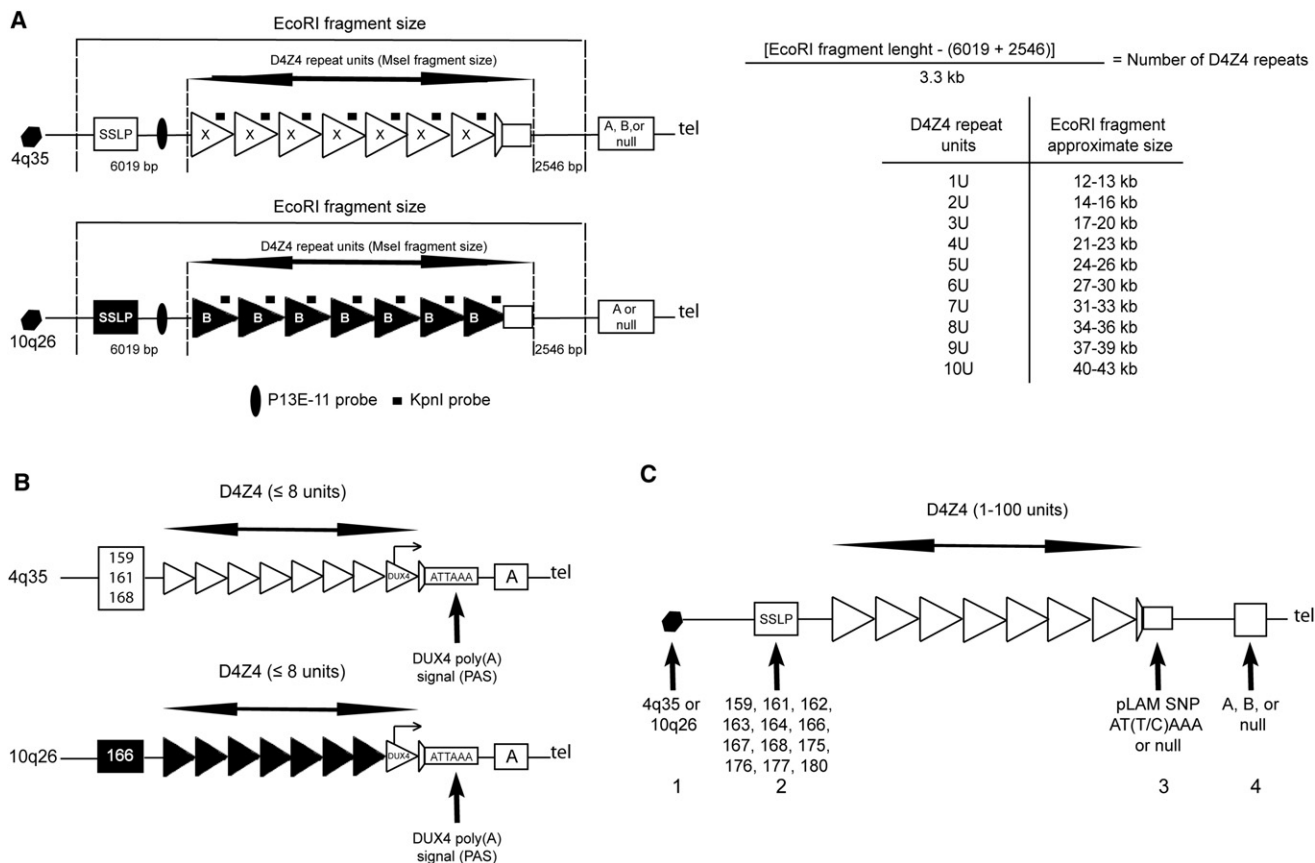 A
EcoRI fragment size
D4Z4 repeat units (MseI fragment size)
X X X X X X X
SSLP
A, B,or
null
tel
4q35
6019 bp
2546 bp
EcoRI fragment size
D4Z4 repeat units (MseI fragment size)
B B B B B B B
SSLP
A or
null
tel
10q26
6019 bp
2546 bp
P13E-11 probe
KpnI probe
[EcoRI fragment lenght - (6019 + 2546)]
3.3 kb
= Number of D4Z4 repeats
D4Z4 repeat
units
EcoRI fragment
approximate size
1U 12-13 kb
2U 14-16 kb
3U 17-20 kb
4U 21-23 kb
5U 24-26 kb
6U 27-30 kb
7U 31-33 kb
8U 34-36 kb
9U 37-39 kb
10U 40-43 kb
B
D4Z4 (≤ 8 units)
4q35
159
161
168
DUX4
ATTAAA
A
tel
DUX4 poly(A)
signal (PAS)
D4Z4 (≤ 8 units)
10q26
166
DUX4
ATTAAA
A
tel
DUX4 poly(A)
signal (PAS)
C
D4Z4 (1-100 units)
SSLP
tel
4q35 or
10q26
159, 161, 162,
163, 164, 166,
167, 168, 175,
176, 177, 180
pLAM SNP
AT(T/C)AAA
or null
A, B, or
null
1 2 3 4